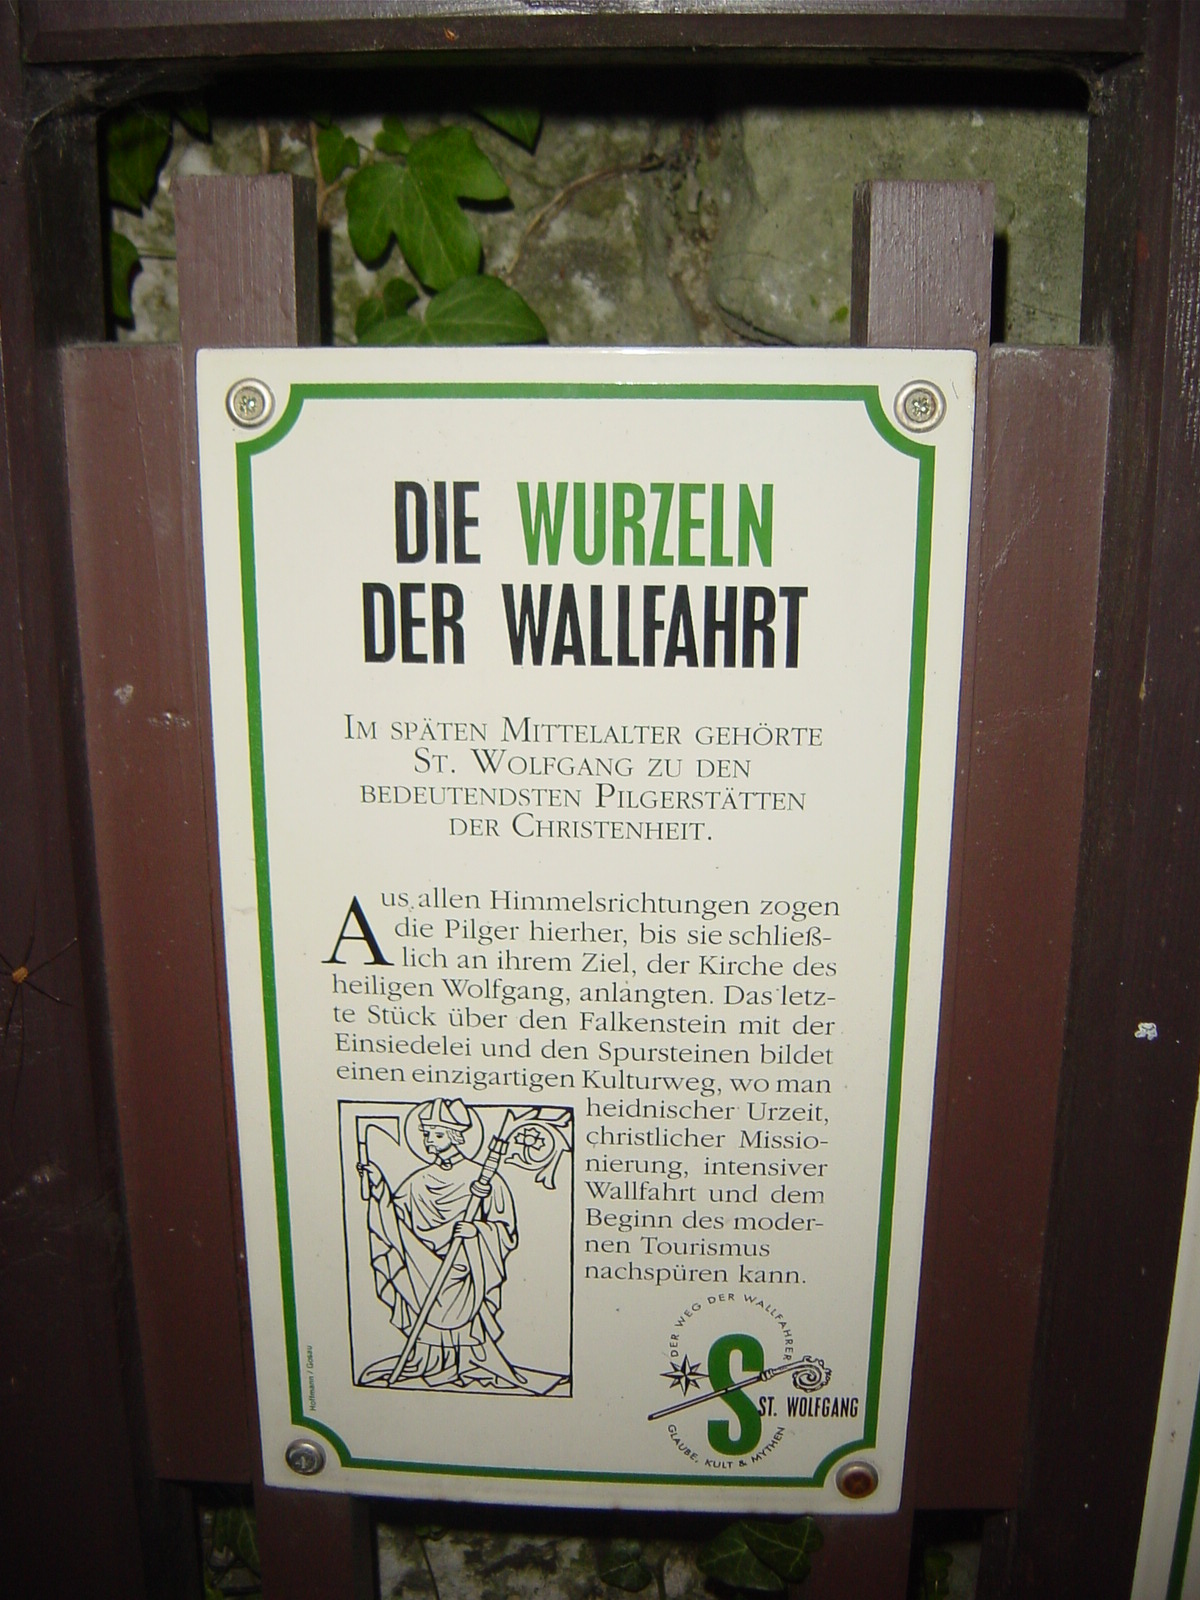 DIE WURZELN
DER WALLFAHRT
IM SPÄTEN MITTELALTER GEHÖRTE
ST. WOLFGANG ZU DEN
BEDEUTENDSTEN PILGERSTÄTTEN
DER CHRISTENHEIT.
Aus allen Himmelsrichtungen zogen
die Pilger hierher, bis sie schließ-
lich an ihrem Ziel, der Kirche des
heiligen Wolfgang, anlangten. Das letz-
te Stück über den Falkenstein mit der
Einsiedelei und den Spursteinen bildet
einen einzigartigen Kulturweg, wo man
heidnischer Urzeit,
christlicher Missio-
nierung, intensiver
Wallfahrt und dem
Beginn des moder-
nen Tourismus
nachspüren kann.
Hoffmann / Gosau
DER WEG DER WALLFAHRER
S
ST. WOLFGANG
GLAUBE, KULT & MYTHEN